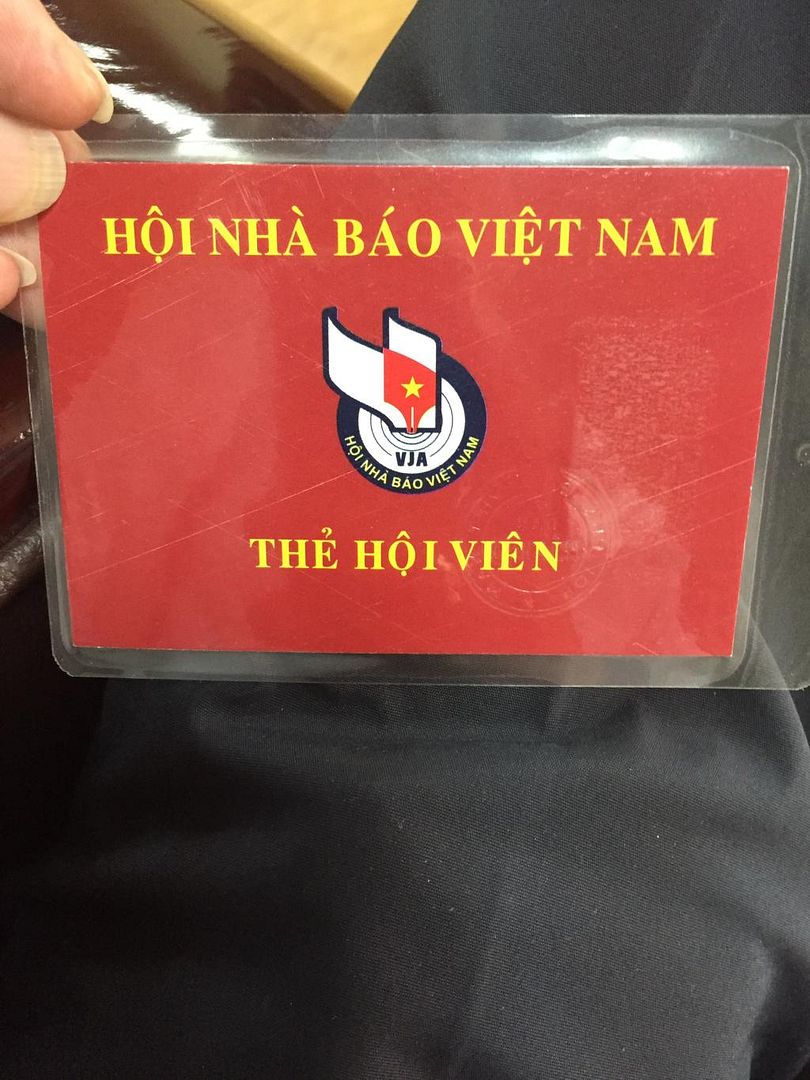 HỘI NHÀ BÁO VIỆT NAM
VJA
HỘI NHÀ BÁO VIỆT NAM
THẺ HỘI VIÊN